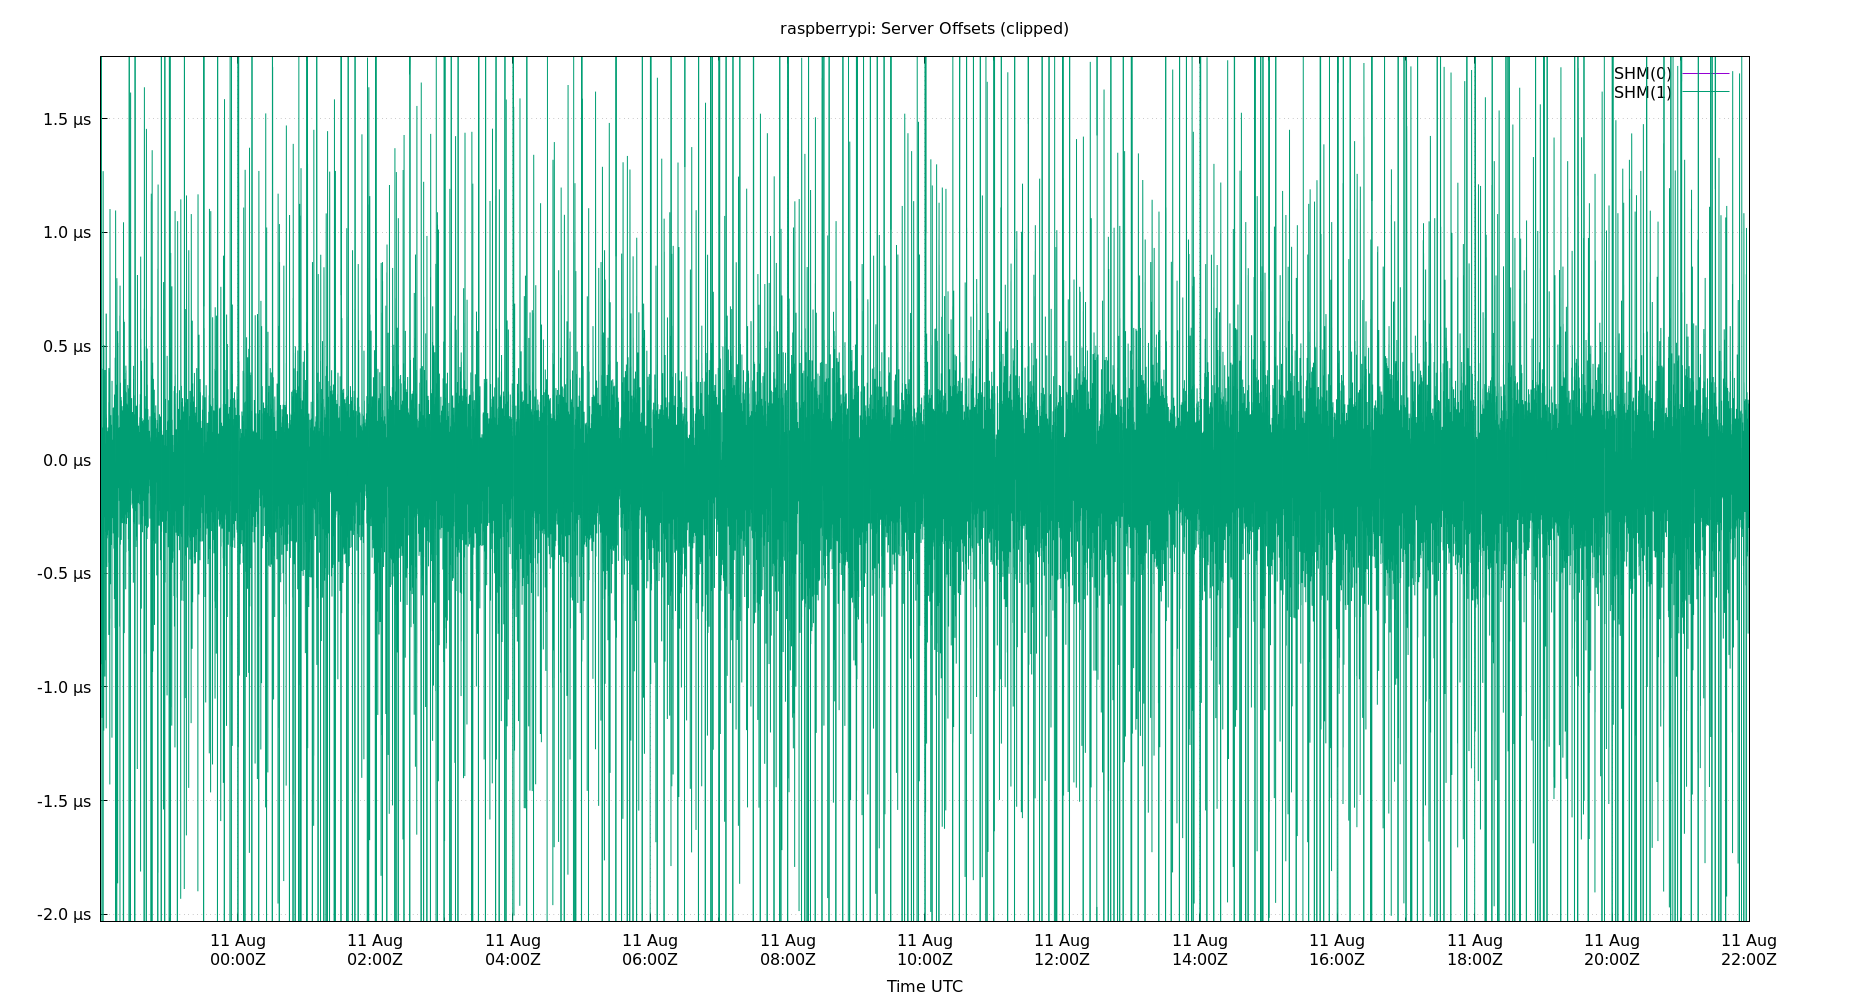 raspberrypi: Server Offsets (clipped)
SHM(0)
SHM(1)
1.5 µs
1.0 µs
0.5 µs
0.0 µs
-0.5 µs
-1.0 µs
-1.5 µs
-2.0 µs
11 Aug 11 Aug 11 Aug 11 Aug 11 Aug 11 Aug 11 Aug 11 Aug 11 Aug 11 Aug 11 Aug 11 Aug
00:00Z 02:00Z 04:00Z 06:00Z 08:00Z 10:00Z 12:00Z 14:00Z 16:00Z 18:00Z 20:00Z 22:00Z
Time UTC